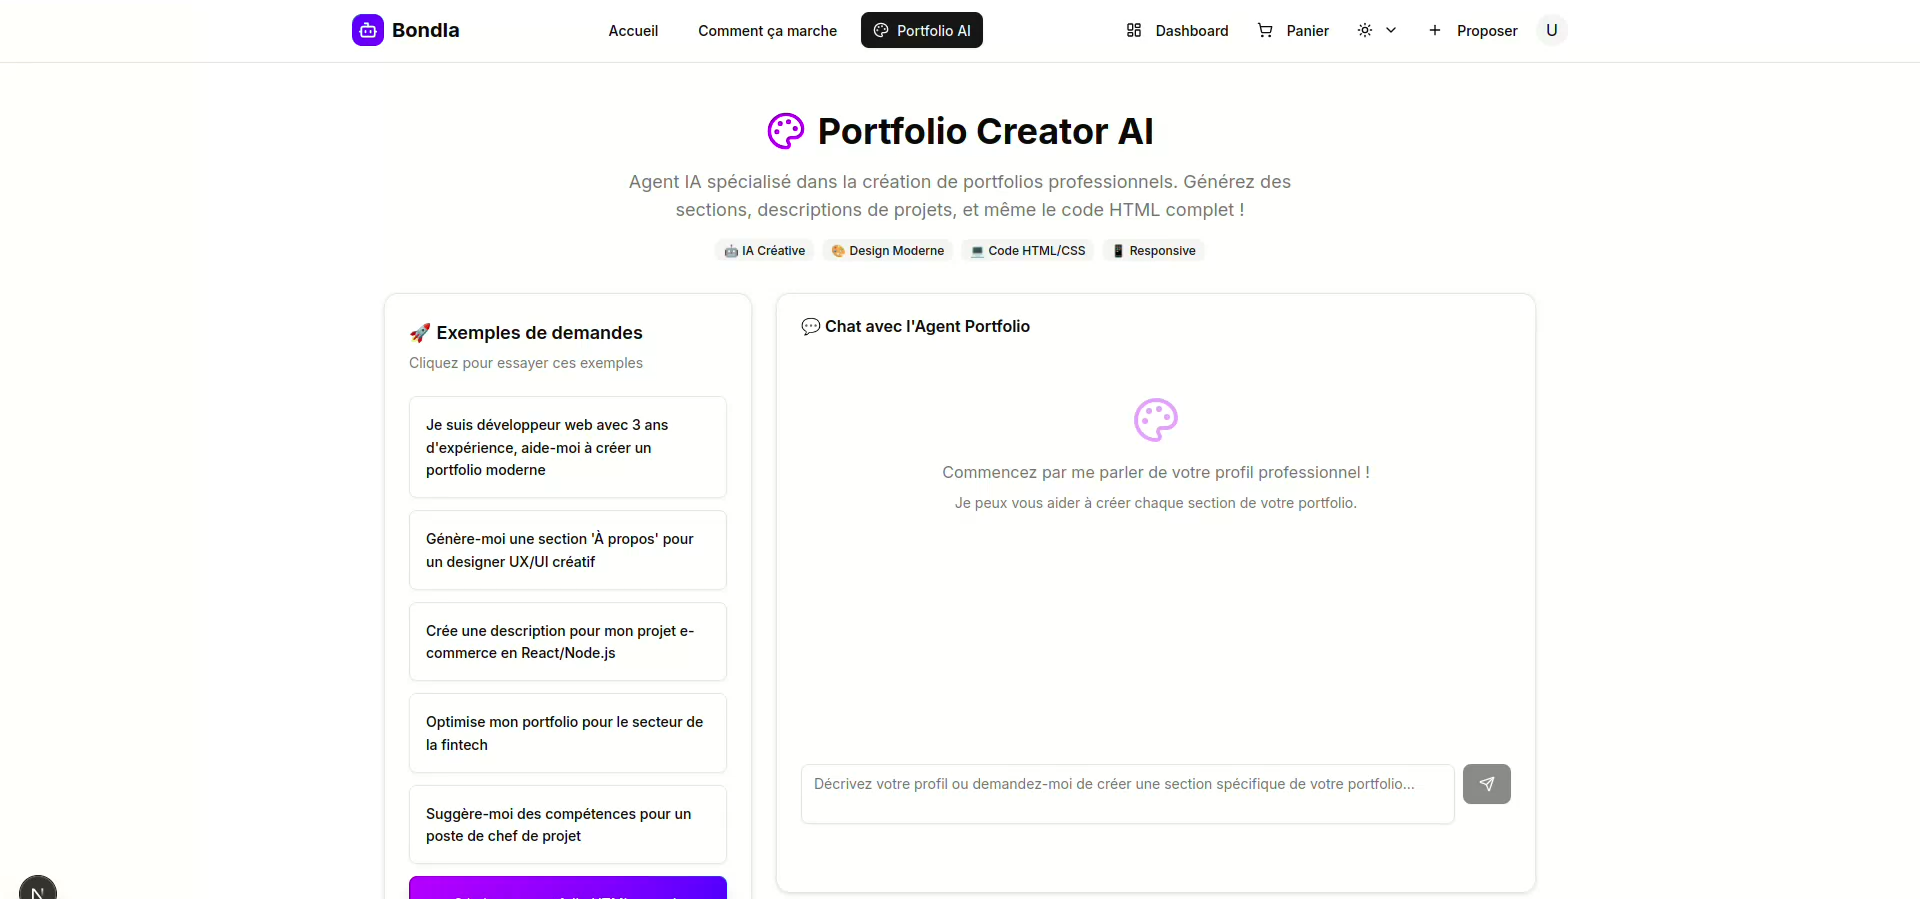 Bondla
Accueil
Comment ça marche
Portfolio AI
Dashboard
Panier
Proposer
U
Portfolio Creator AI
Agent IA spécialisé dans la création de portfolios professionnels. Générez des
sections, descriptions de projets, et même le code HTML complet !
🤖 IA Créative
🎨 Design Moderne
💻 Code HTML/CSS
📱 Responsive
🚀 Exemples de demandes
Cliquez pour essayer ces exemples
Je suis développeur web avec 3 ans
d'expérience, aide-moi à créer un
portfolio moderne
Génère-moi une section 'À propos' pour
un designer UX/UI créatif
Crée une description pour mon projet e-
commerce en React/Node.js
Optimise mon portfolio pour le secteur de
la fintech
Suggère-moi des compétences pour un
poste de chef de projet
💬 Chat avec l'Agent Portfolio
Commencez par me parler de votre profil professionnel !
Je peux vous aider à créer chaque section de votre portfolio.
Décrivez votre profil ou demandez-moi de créer une section spécifique de votre portfolio...
N